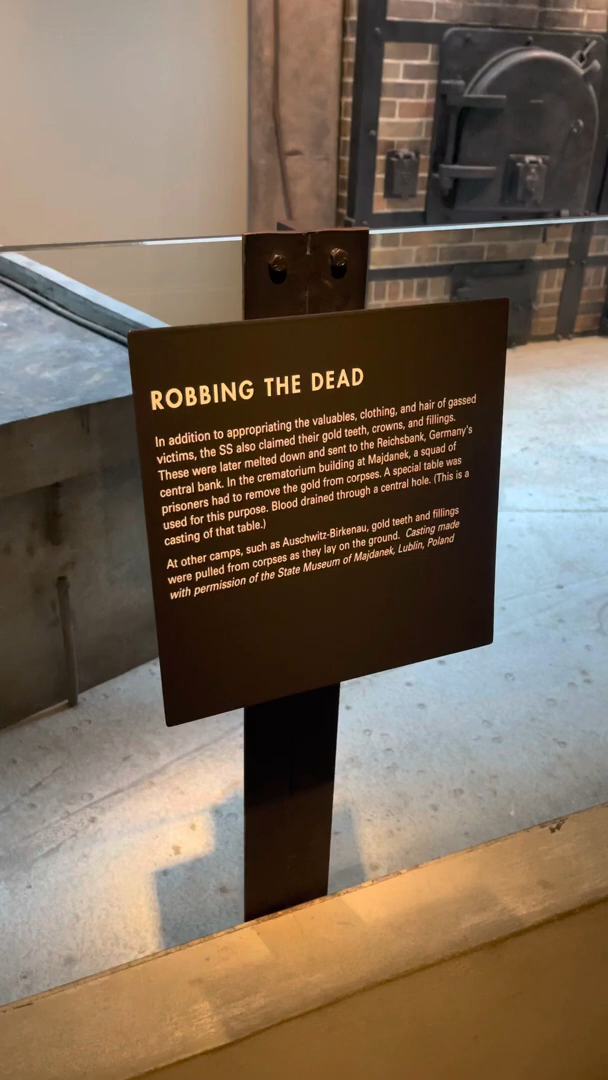 ROBBING THE DEAD
In addition to appropriating the valuables, clothing, and hair of gassed
victims, the SS also claimed their gold teeth, crowns, and fillings.
These were later melted down and sent to the Reichsbank, Germany's
central bank. In the crematorium building at Majdanek, a squad of
prisoners had to remove the gold from corpses. A special table was
used for this purpose. Blood drained through a central hole. (This is a
casting of that table.)
At other camps, such as Auschwitz-Birkenau, gold teeth and fillings
were pulled from corpses as they lay on the ground. Casting made
with permission of the State Museum of Majdanek, Lublin, Poland